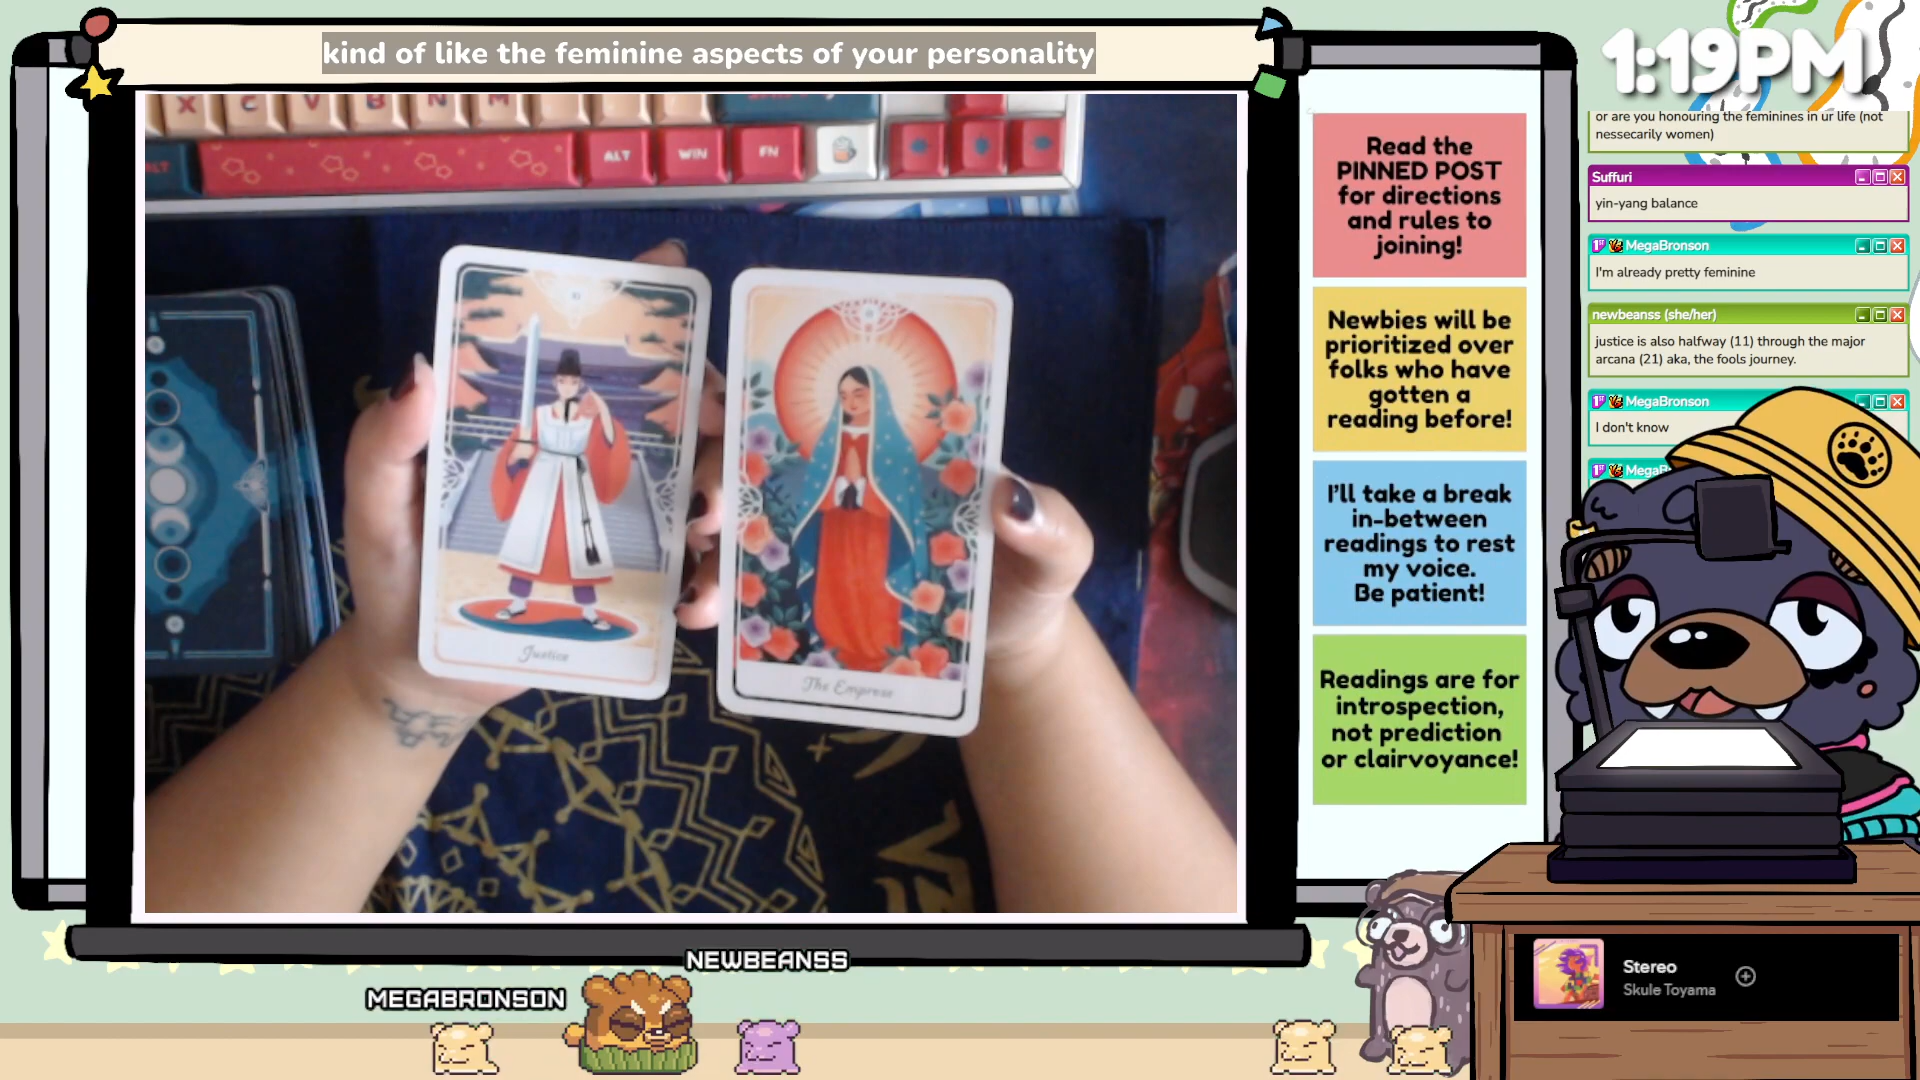 kind of like the feminine aspects of your personality
1:19PM
X C V B N M
ALT
ALT
WIN
FN
Justice
The Empress
Read the
PINNED POST
for directions
and rules to
joining!
Newbies will be
prioritized over
folks who have
gotten a
reading before!
I'll take a break
in-between
readings to rest
my voice.
Be patient!
Readings are for
introspection,
not prediction
or clairvoyance!
or are you honouring the feminines in ur life (not
nessecarily women)
Suffuri
yin-yang balance
MegaBronson
I'm already pretty feminine
newbeanss (she/her)
justice is also halfway (11) through the major
arcana (21) aka, the fools journey.
MegaBronson
I don't know
NEWBEANSS
MEGABRONSON
Stereo
Skule Toyama